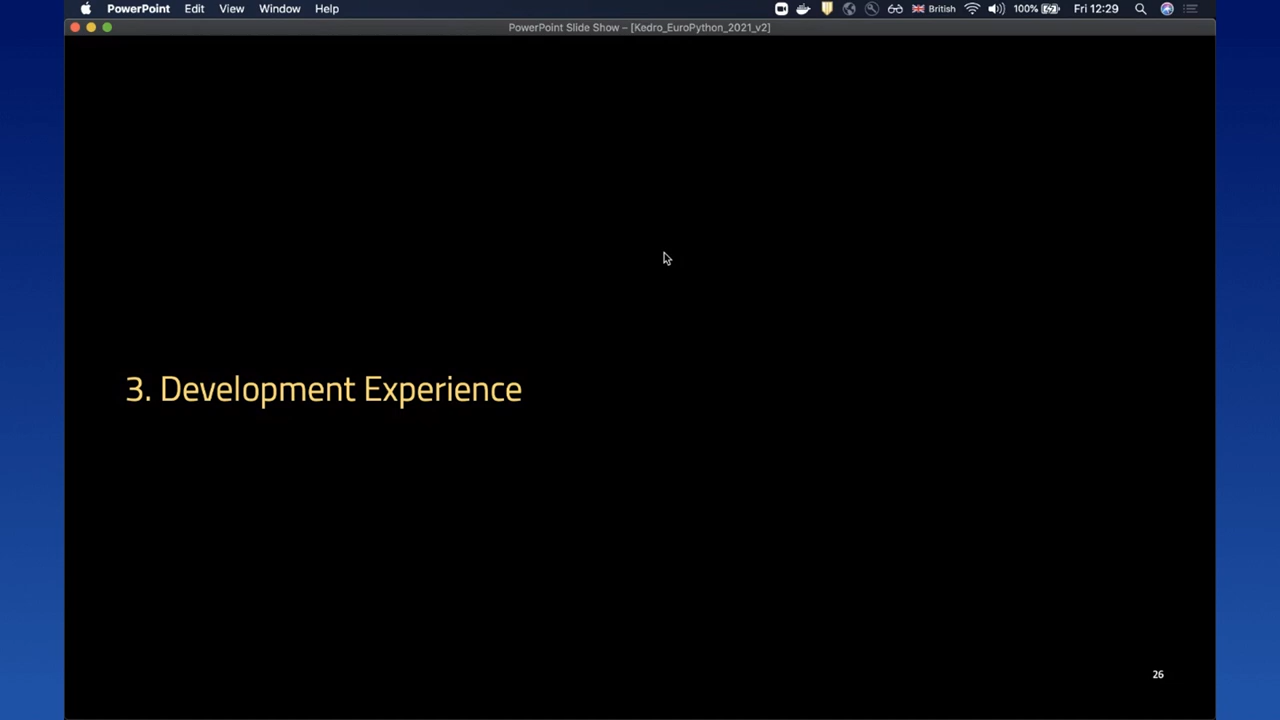 PowerPoint Edit View Window Help British 100% Fri 12:29
PowerPoint Slide Show – [Kedro_EuroPython_2021_v2]
3. Development Experience
26